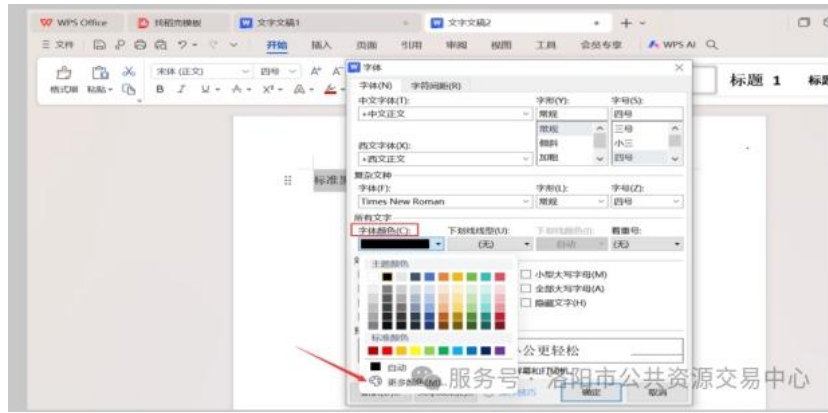 WPS Office 找稻壳模板 文字文稿1 文字文稿2
文件 开始 插入 页面 引用 审阅 视图 工具 会员专享 WPS AI
格式刷 粘贴 宋体 (正文) 四号 标题 1
字体
字体(N) 字符间距(R)
中文字体(T): 字形(Y): 字号(S):
+中文正文 常规 四号
常规 三号
倾斜 小三
西文字体(X): 加粗 四号
+西文正文
复杂文种
字体(F): 字形(L): 字号(Z):
Times New Roman 常规 四号
所有文字
字体颜色(C): 下划线线型(U): 下划线颜色(I): 着重号:
(无) 自动 (无)
主题颜色
小型大写字母(M)
全部大写字母(A)
隐藏文字(H)
标准颜色
公更轻松
自动
更多颜色(M)...
确定 取消
服务号 · 洛阳市公共资源交易中心